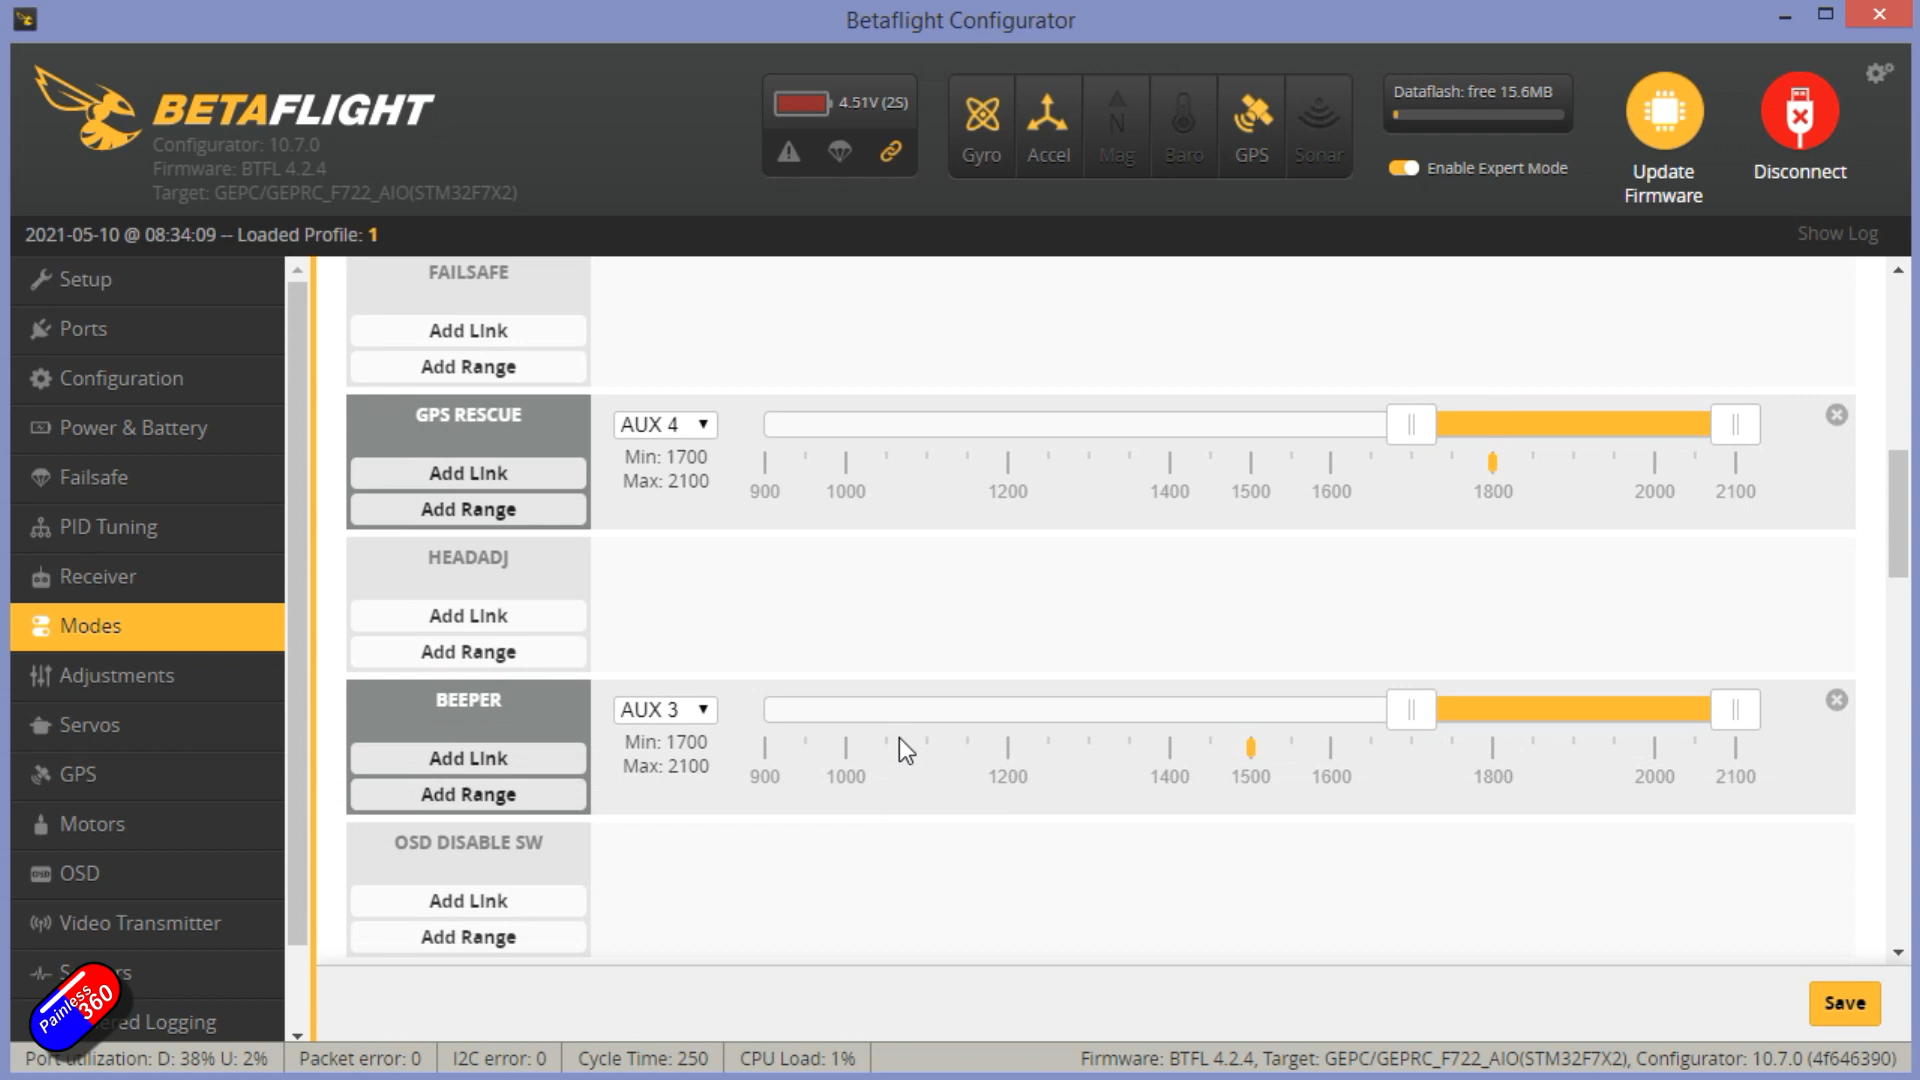 Betaflight Configurator
BETAFLIGHT
Configurator: 10.7.0
Firmware: BTFL 4.2.4
Target: GEPC/GEPRC_F722_AIO(STM32F7X2)
4.51V (2S)
Gyro
Accel
Mag
N
Baro
GPS
Sonar
Dataflash: free 15.6MB
Enable Expert Mode
Update
Firmware
Disconnect
2021-05-10 @ 08:34:09 -- Loaded Profile: 1
Show Log
Setup
Ports
Configuration
Power & Battery
Failsafe
PID Tuning
Receiver
Modes
Adjustments
Servos
GPS
Motors
OSD
OSD
Video Transmitter
Painless
360
ed Logging
FAILSAFE
Add Link
Add Range
GPS RESCUE
Add Link
Add Range
AUX 4
Min: 1700
Max: 2100
900 1000 1200 1400 1500 1600 1800 2000 2100
HEADADJ
Add Link
Add Range
BEEPER
Add Link
Add Range
AUX 3
Min: 1700
Max: 2100
900 1000 1200 1400 1500 1600 1800 2000 2100
OSD DISABLE SW
Add Link
Add Range
Save
Port utilization: D: 38% U: 2%
Packet error: 0
I2C error: 0
Cycle Time: 250
CPU Load: 1%
Firmware: BTFL 4.2.4, Target: GEPC/GEPRC_F722_AIO(STM32F7X2), Configurator: 10.7.0 (4f646390)